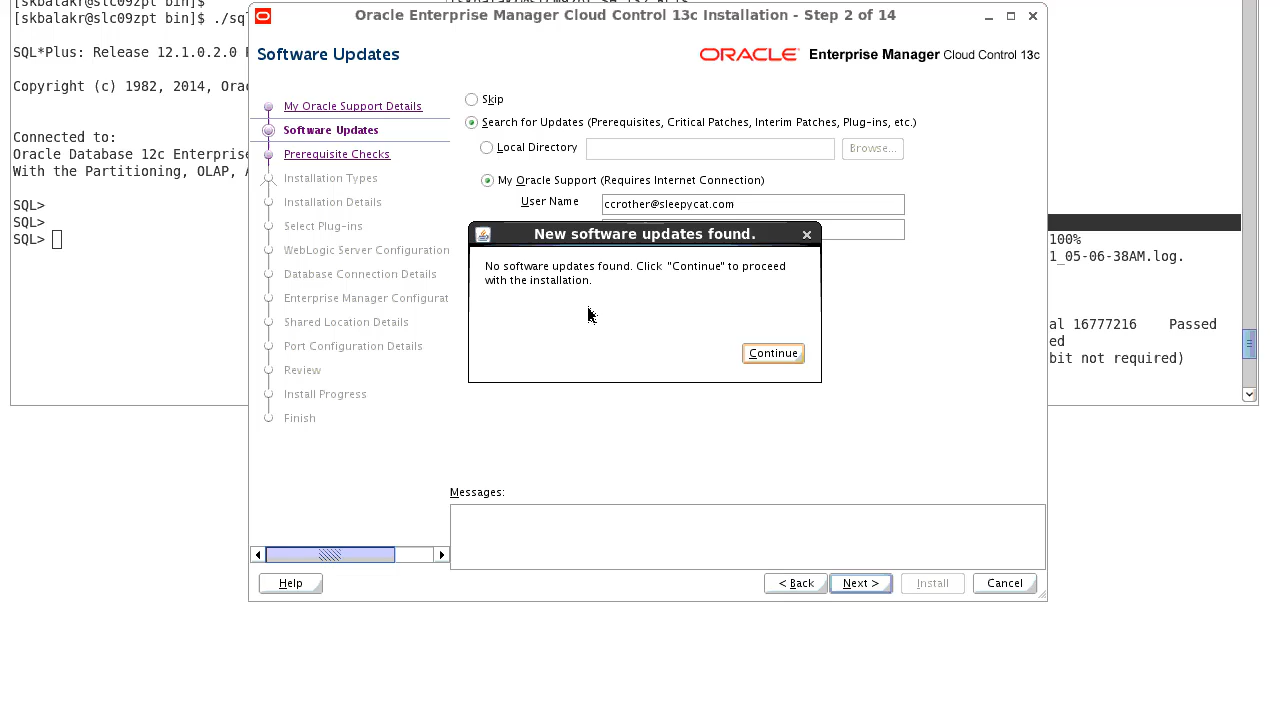 [skbalakr@slc09zpt bin]$
[skbalakr@slc09zpt bin]$ ./sql
SQL*Plus: Release 12.1.0.2.0
Copyright (c) 1982, 2014,
Connected to:
Oracle Database 12c Enterprise
With the Partitioning, OLAP,
SQL>
SQL>
SQL>
Oracle Enterprise Manager Cloud Control 13c Installation - Step 2 of 14
Software Updates
ORACLE Enterprise Manager Cloud Control 13c
My Oracle Support Details
Software Updates
Prerequisite Checks
Installation Types
Installation Details
Select Plug-ins
WebLogic Server Configuration
Database Connection Details
Enterprise Manager Configurat
Shared Location Details
Port Configuration Details
Review
Install Progress
Finish
Skip
Search for Updates (Prerequisites, Critical Patches, Interim Patches, Plug-ins, etc.)
Local Directory
Browse...
My Oracle Support (Requires Internet Connection)
User Name
ccrother@sleepycat.com
New software updates found.
No software updates found. Click "Continue" to proceed
with the installation.
Continue
Messages:
Help
< Back
Next >
Install
Cancel
100%
1_05-06-38AM.log.
al 16777216 Passed
ed
bit not required)